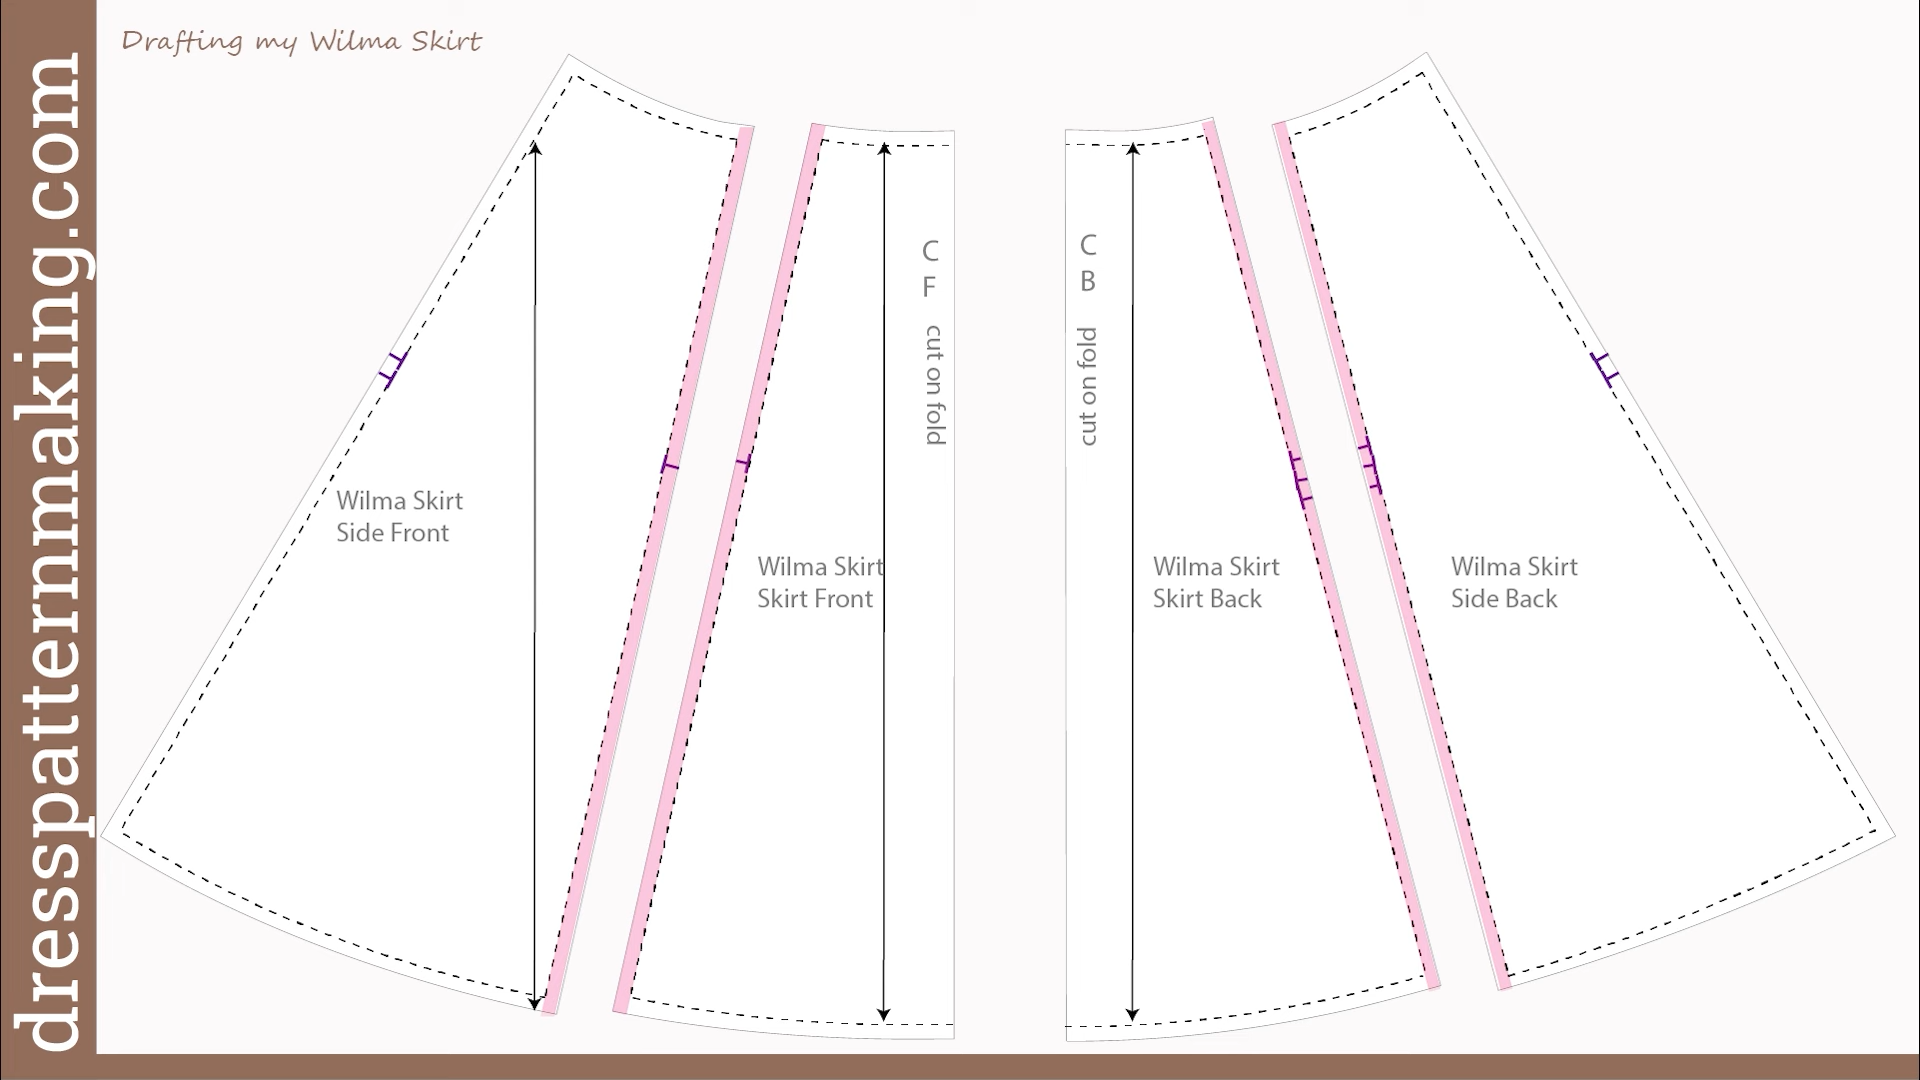 dresspatternmaking.com
Drafting my Wilma Skirt
C
F
cut on fold
C
B
cut on fold
Wilma Skirt
Side Front
Wilma Skirt
Skirt Front
Wilma Skirt
Skirt Back
Wilma Skirt
Side Back